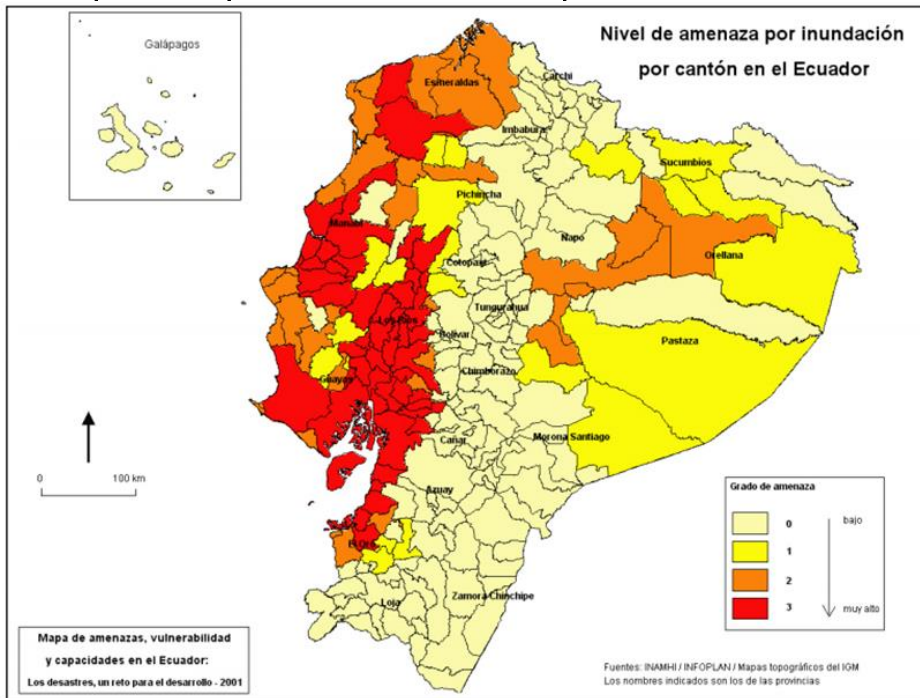 Galápagos
Nivel de amenaza por inundación
por cantón en el Ecuador
Esmeraldas
Carchi
Imbabura
Sucumbíos
Pichincha
Manabí
Napo
Orellana
Cotopaxi
Tungurahua
Los Ríos
Bolívar
Pastaza
Chimborazo
Guayas
Morona Santiago
Cañar
0
100 km
Azuay
Grado de amenaza
0
bajo
1
2
3
muy alto
El Oro
Loja
Zamora Chinchipe
Mapa de amenazas, vulnerabilidad
y capacidades en el Ecuador:
Los desastres, un reto para el desarrollo - 2001
Fuentes: INAMHI / INFOPLAN / Mapas topográficos del IGM
Los nombres indicados son los de las provincias